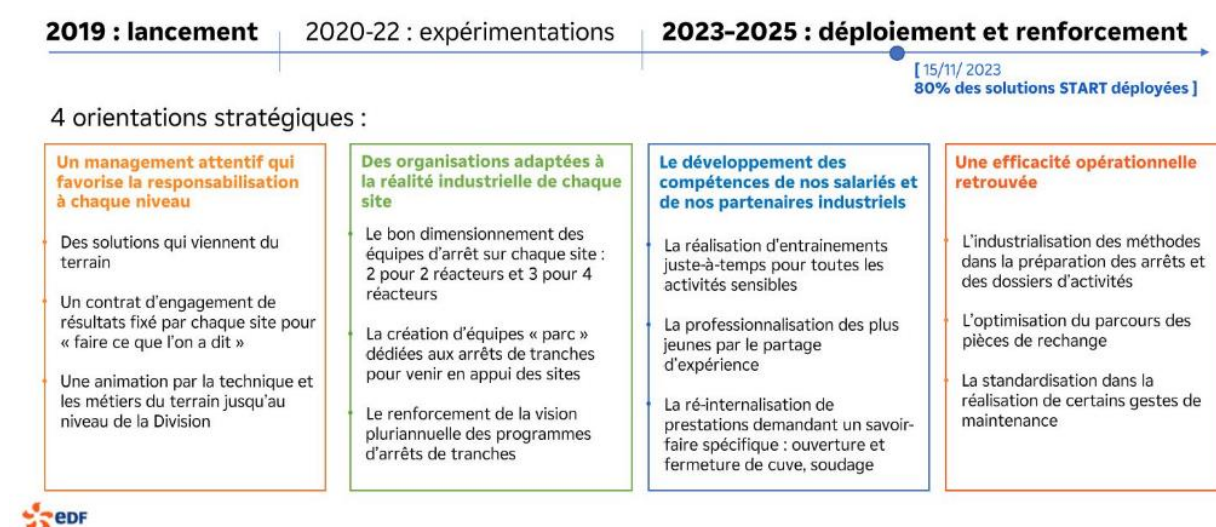 2019 : lancement
2020-22 : expérimentations
2023-2025 : déploiement et renforcement
[ 15/11/ 2023
80% des solutions START déployées ]
4 orientations stratégiques :
Un management attentif qui
favorise la responsabilisation
à chaque niveau
Des solutions qui viennent du
terrain
Un contrat d'engagement de
résultats fixé par chaque site pour
« faire ce que l'on a dit »
Une animation par la technique et
les métiers du terrain jusqu'au
niveau de la Division
Des organisations adaptées à
la réalité industrielle de chaque
site
Le bon dimensionnement des
équipes d'arrêt sur chaque site :
2 pour 2 réacteurs et 3 pour 4
réacteurs
La création d'équipes « parc »
dédiées aux arrêts de tranches
pour venir en appui des sites
Le renforcement de la vision
pluriannuelle des programmes
d'arrêts de tranches
Le développement des
compétences de nos salariés et
de nos partenaires industriels
La réalisation d'entrainements
juste-à-temps pour toutes les
activités sensibles
La professionnalisation des plus
jeunes par le partage
d'expérience
La ré-internalisation de
prestations demandant un savoir-
faire spécifique : ouverture et
fermeture de cuve, soudage
Une efficacité opérationnelle
retrouvée
L'industrialisation des méthodes
dans la préparation des arrêts et
des dossiers d'activités
L'optimisation du parcours des
pièces de rechange
La standardisation dans la
réalisation de certains gestes de
maintenance
eDF